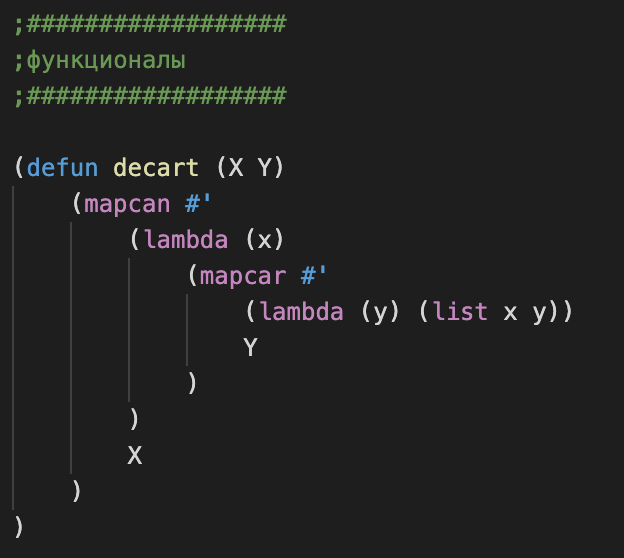 ;##################
;функционалы
;##################
(defun decart (X Y)
(mapcan #'
(lambda (x)
(mapcar #'
(lambda (y) (list x y))
Y
)
)
X
)
)